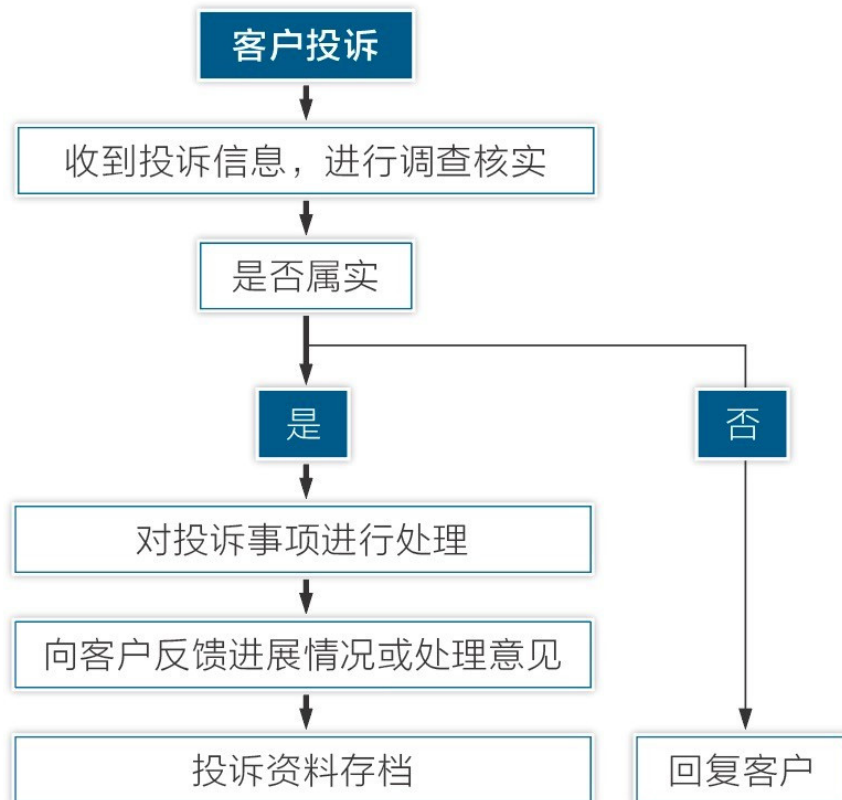 客户投诉
收到投诉信息，进行调查核实
是否属实
是
否
对投诉事项进行处理
向客户反馈进展情况或处理意见
投诉资料存档
回复客户